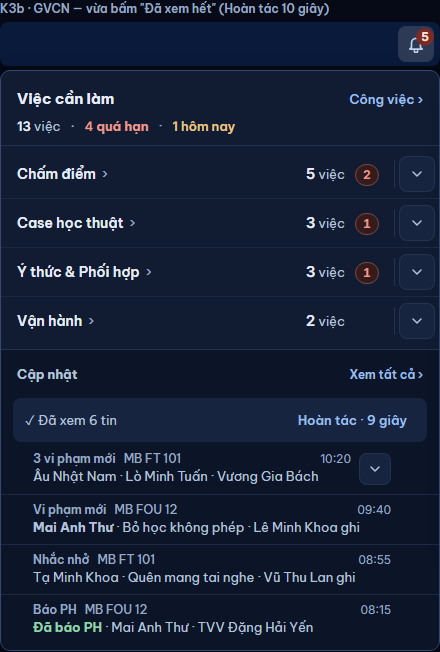 K3b · GVCN — vừa bấm "Đã xem hết" (Hoàn tác 10 giây)
5
Việc cần làm
Công việc ›
13 việc · 4 quá hạn · 1 hôm nay
Chấm điểm › 5 việc 2
Case học thuật › 3 việc 1
Ý thức & Phối hợp › 3 việc 1
Vận hành › 2 việc
Cập nhật
Xem tất cả ›
✓ Đã xem 6 tin
Hoàn tác · 9 giây
3 vi phạm mới MB FT 101 10:20
Âu Nhật Nam · Lò Minh Tuấn · Vương Gia Bách
Vi phạm mới MB FOU 12 09:40
Mai Anh Thư · Bỏ học không phép · Lê Minh Khoa ghi
Nhắc nhở MB FT 101 08:55
Tạ Minh Khoa · Quên mang tai nghe · Vũ Thu Lan ghi
Báo PH MB FOU 12 08:15
Đã báo PH · Mai Anh Thư · TVV Đặng Hải Yến